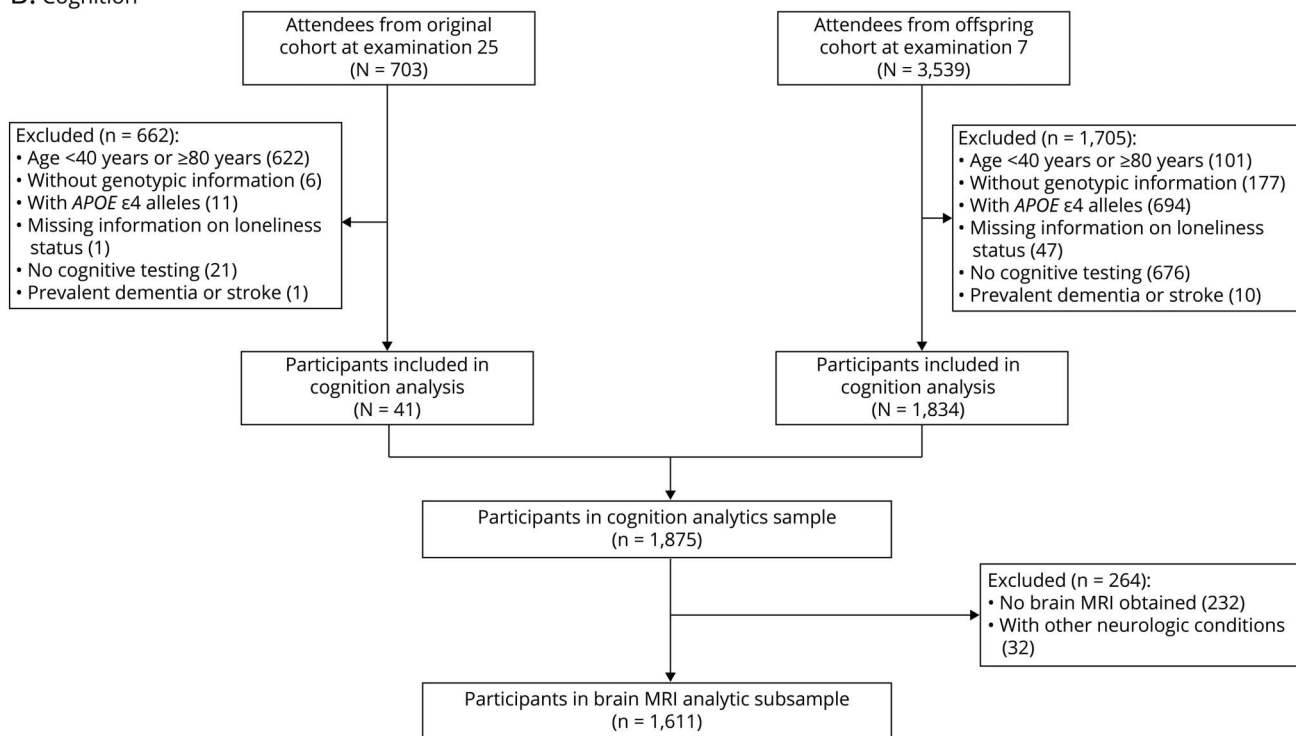 Cognition
Attendees from original
cohort at examination 25
(N = 703)
Attendees from offspring
cohort at examination 7
(N = 3,539)
Excluded (n = 662):
• Age <40 years or ≥80 years (622)
• Without genotypic information (6)
• With APOE ε4 alleles (11)
• Missing information on loneliness
status (1)
• No cognitive testing (21)
• Prevalent dementia or stroke (1)
Excluded (n = 1,705):
• Age <40 years or ≥80 years (101)
• Without genotypic information (177)
• With APOE ε4 alleles (694)
• Missing information on loneliness
status (47)
• No cognitive testing (676)
• Prevalent dementia or stroke (10)
Participants included in
cognition analysis
(N = 41)
Participants included in
cognition analysis
(N = 1,834)
Participants in cognition analytics sample
(n = 1,875)
Excluded (n = 264):
• No brain MRI obtained (232)
• With other neurologic conditions
(32)
Participants in brain MRI analytic subsample
(n = 1,611)